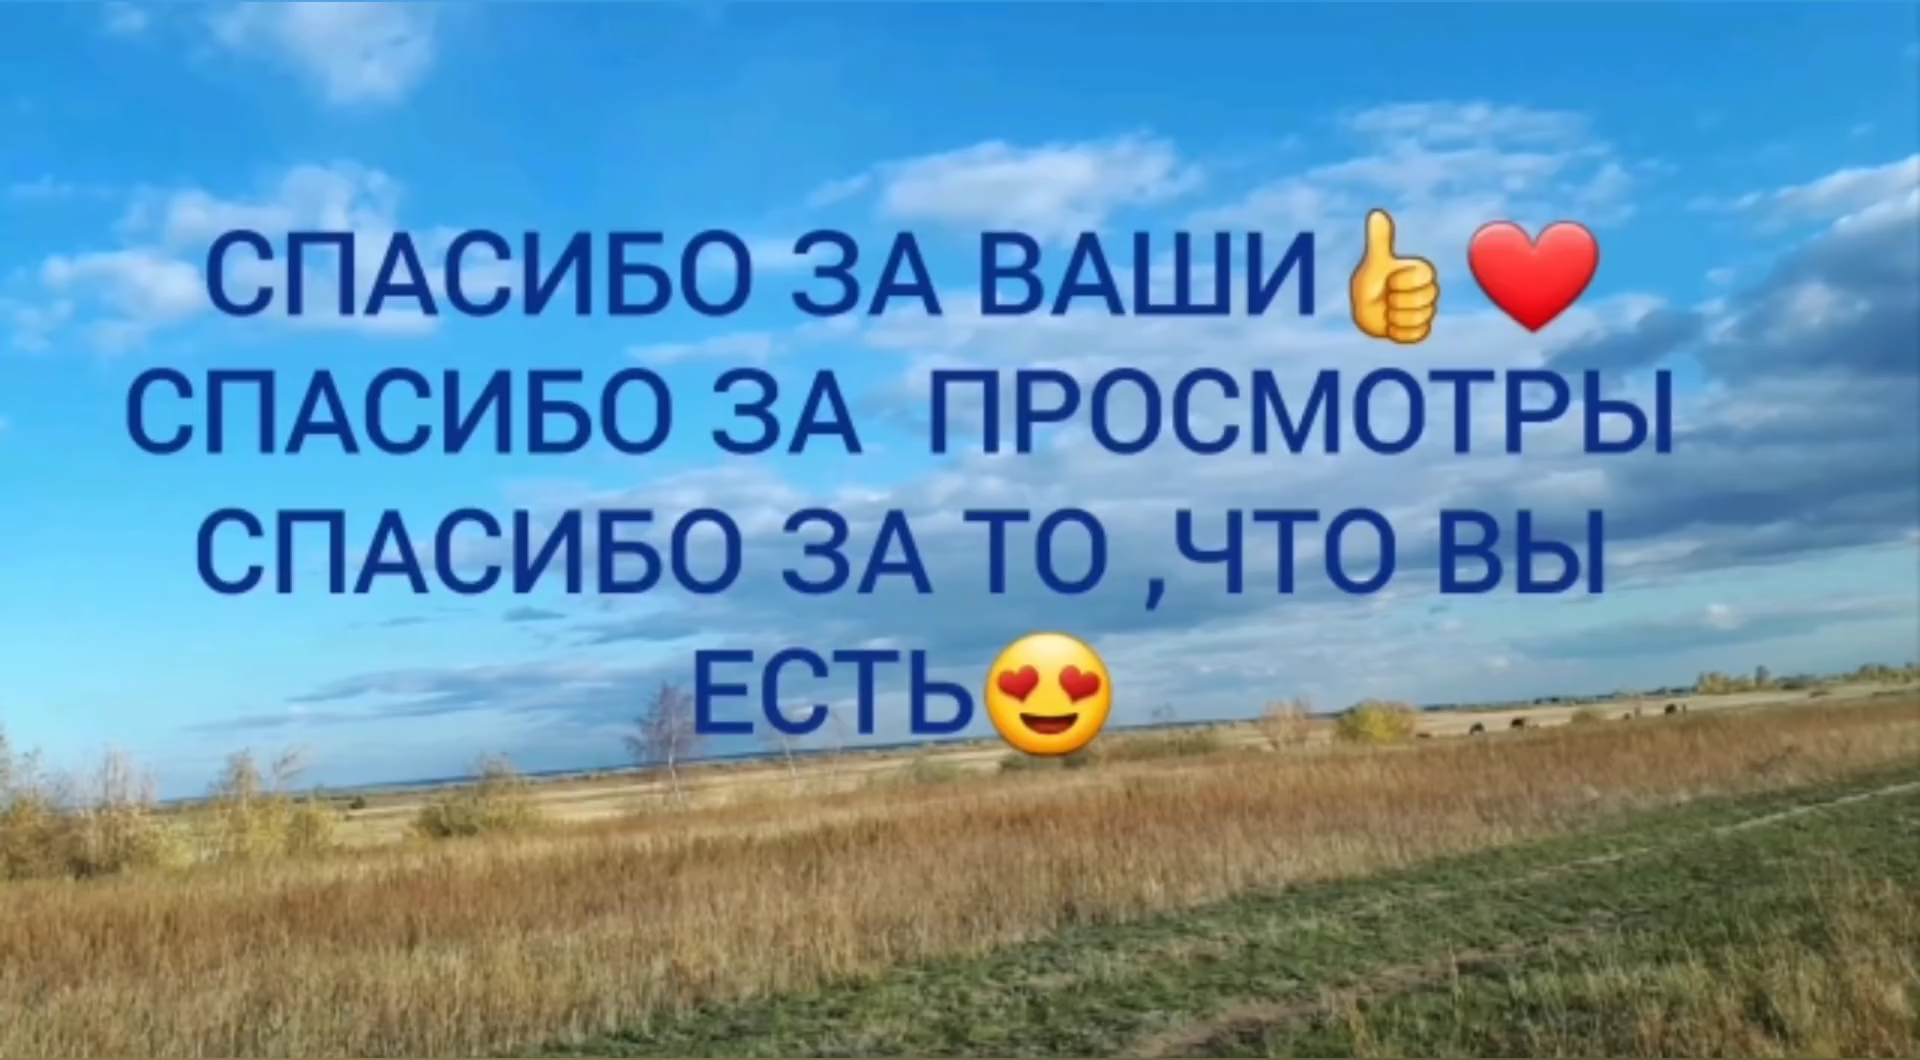 СПАСИБО ЗА ВАШИ👍❤️
СПАСИБО ЗА  ПРОСМОТРЫ
СПАСИБО ЗА ТО ,ЧТО ВЫ
ЕСТЬ😍